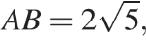 AB = 2√5,